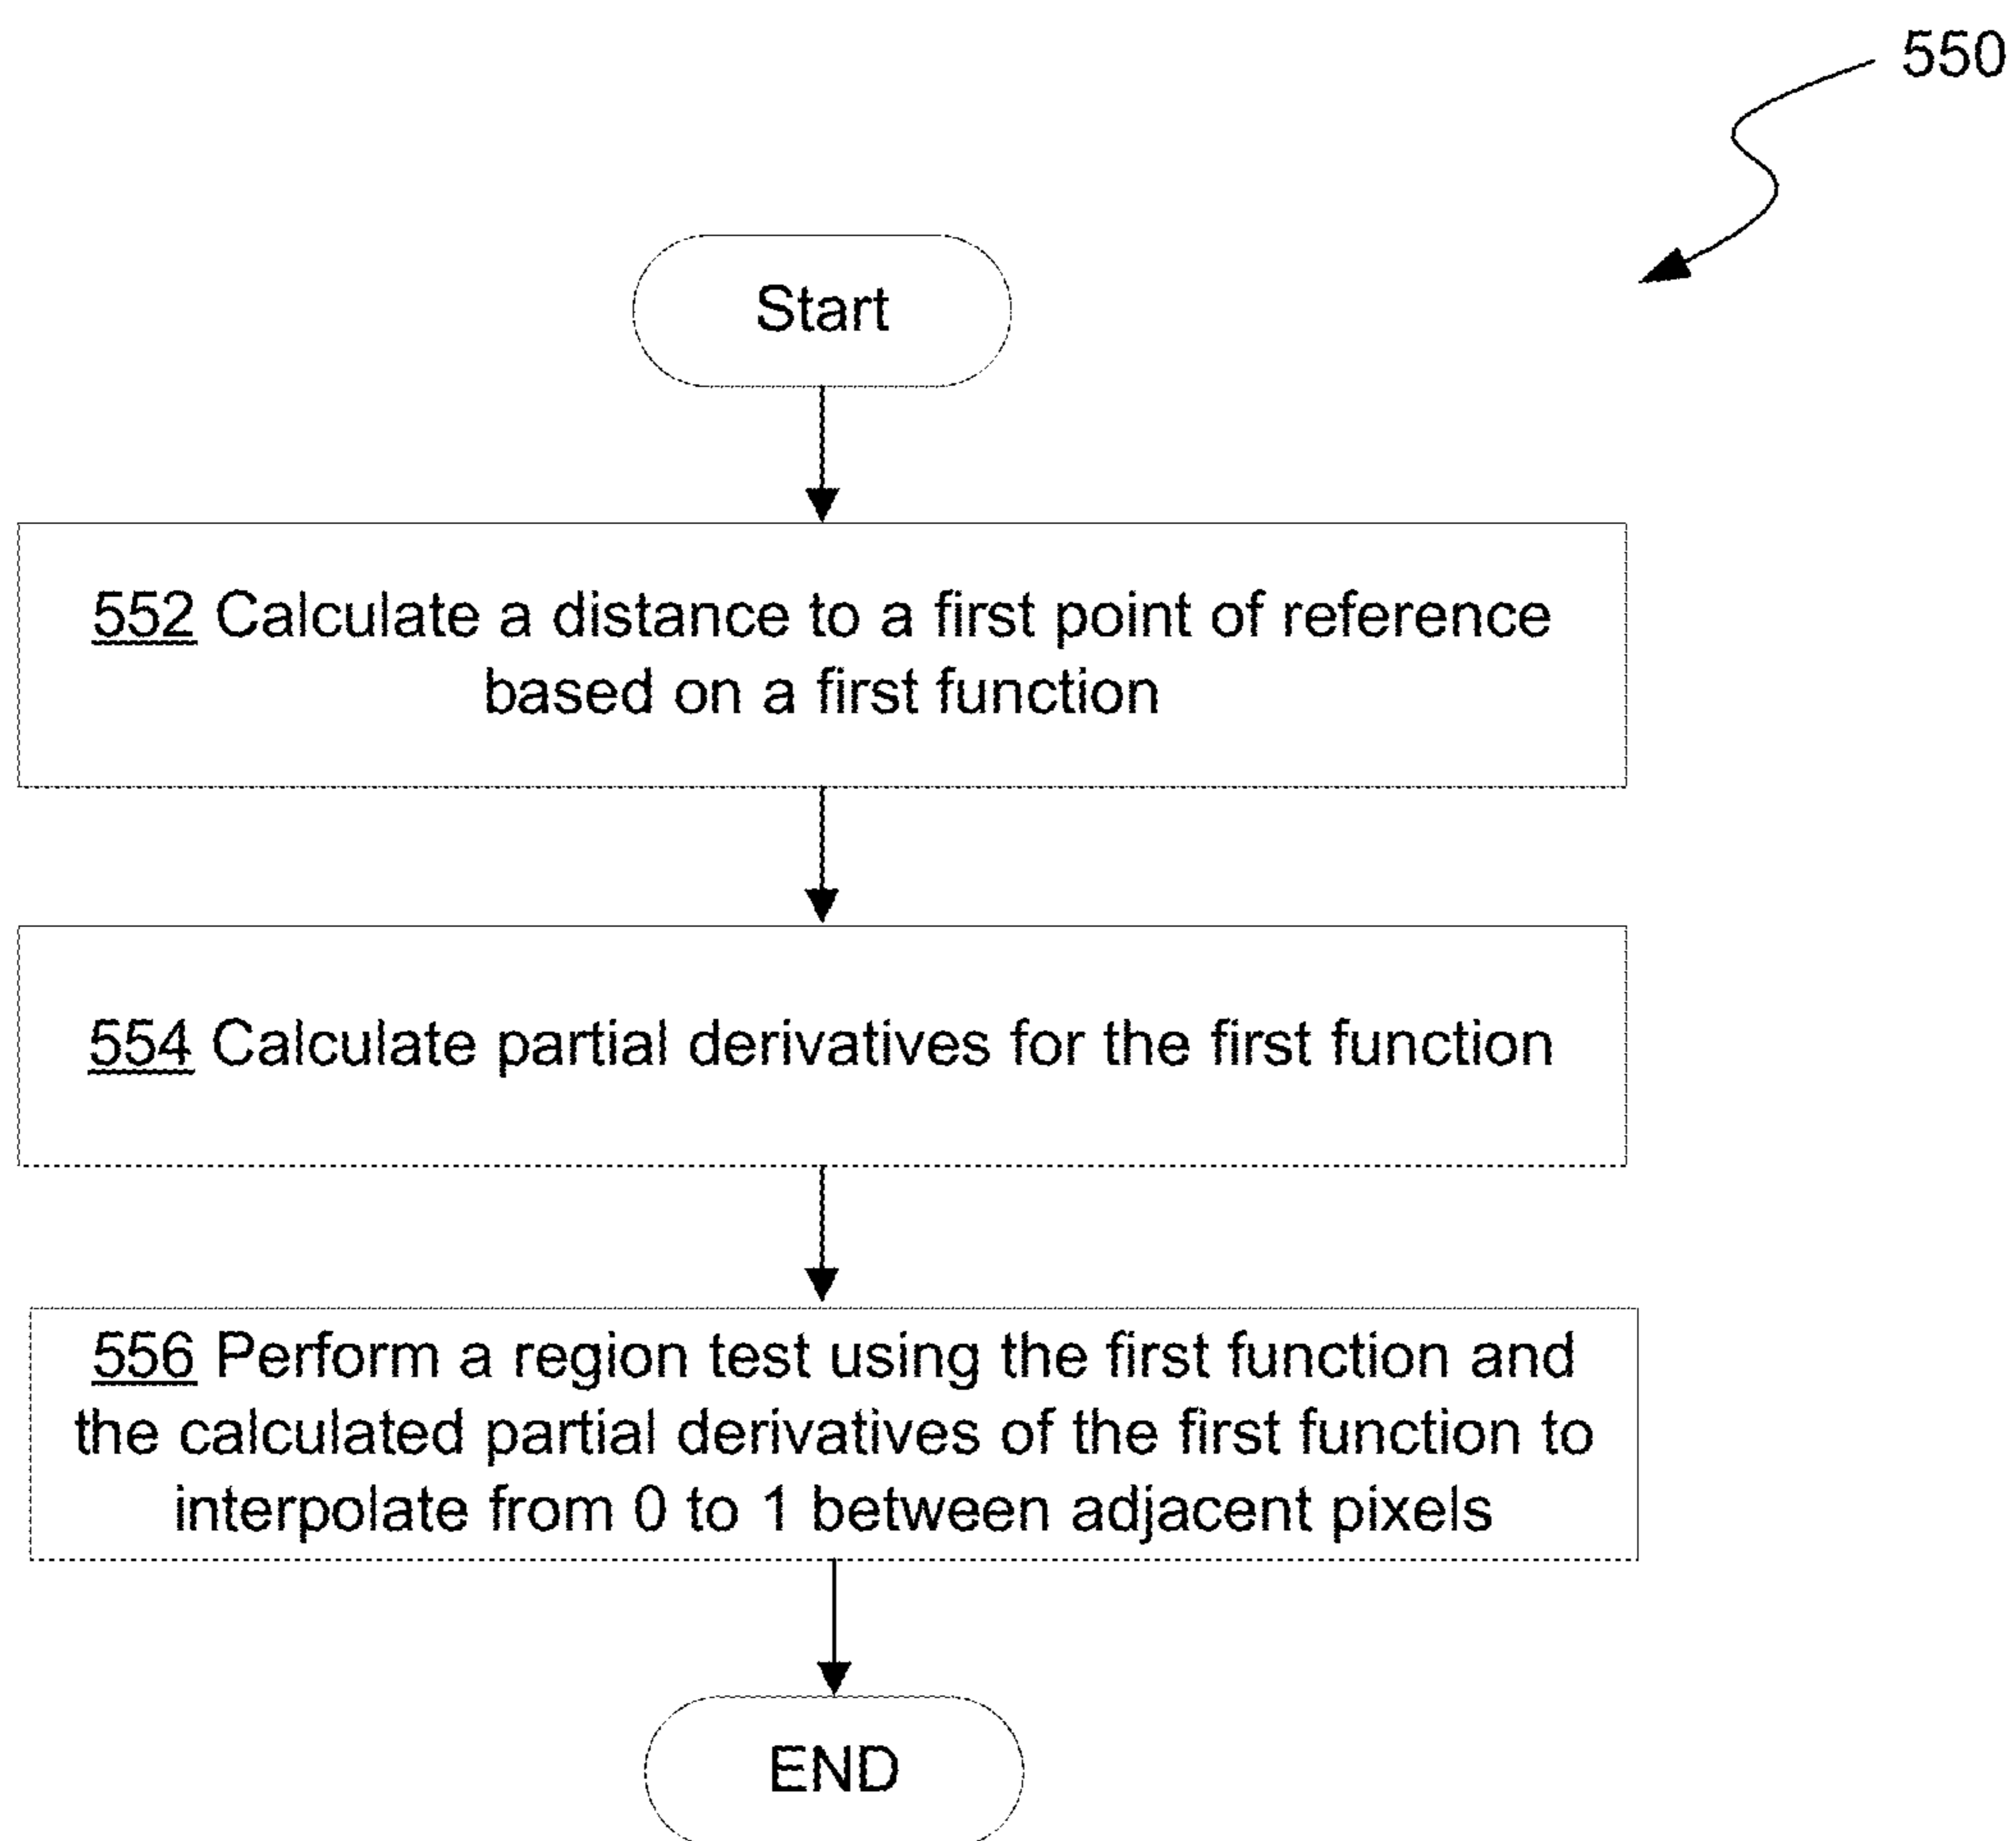 550
Start
552 Calculate a distance to a first point of reference
based on a first function
554 Calculate partial derivatives for the first function
556 Perform a region test using the first function and
the calculated partial derivatives of the first function to
interpolate from 0 to 1 between adjacent pixels
END